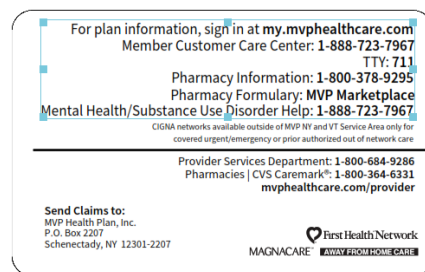 For plan information, sign in at my.mvphealthcare.com
Member Customer Care Center: 1-888-723-7967
TTY: 711
Pharmacy Information: 1-800-378-9295
Pharmacy Formulary: MVP Marketplace
Mental Health/Substance Use Disorder Help: 1-888-723-7967
CIGNA networks available outside of MVP NY and VT Service Area only for
covered urgent/emergency or prior authorized out of network care
Provider Services Department: 1-800-684-9286
Pharmacies | CVS Caremark®: 1-800-364-6331
mvphealthcare.com/provider
Send Claims to:
MVP Health Plan, Inc.
P.O. Box 2207
Schenectady, NY 12301-2207
First Health Network
MAGNACARE™ AWAY FROM HOME CARE